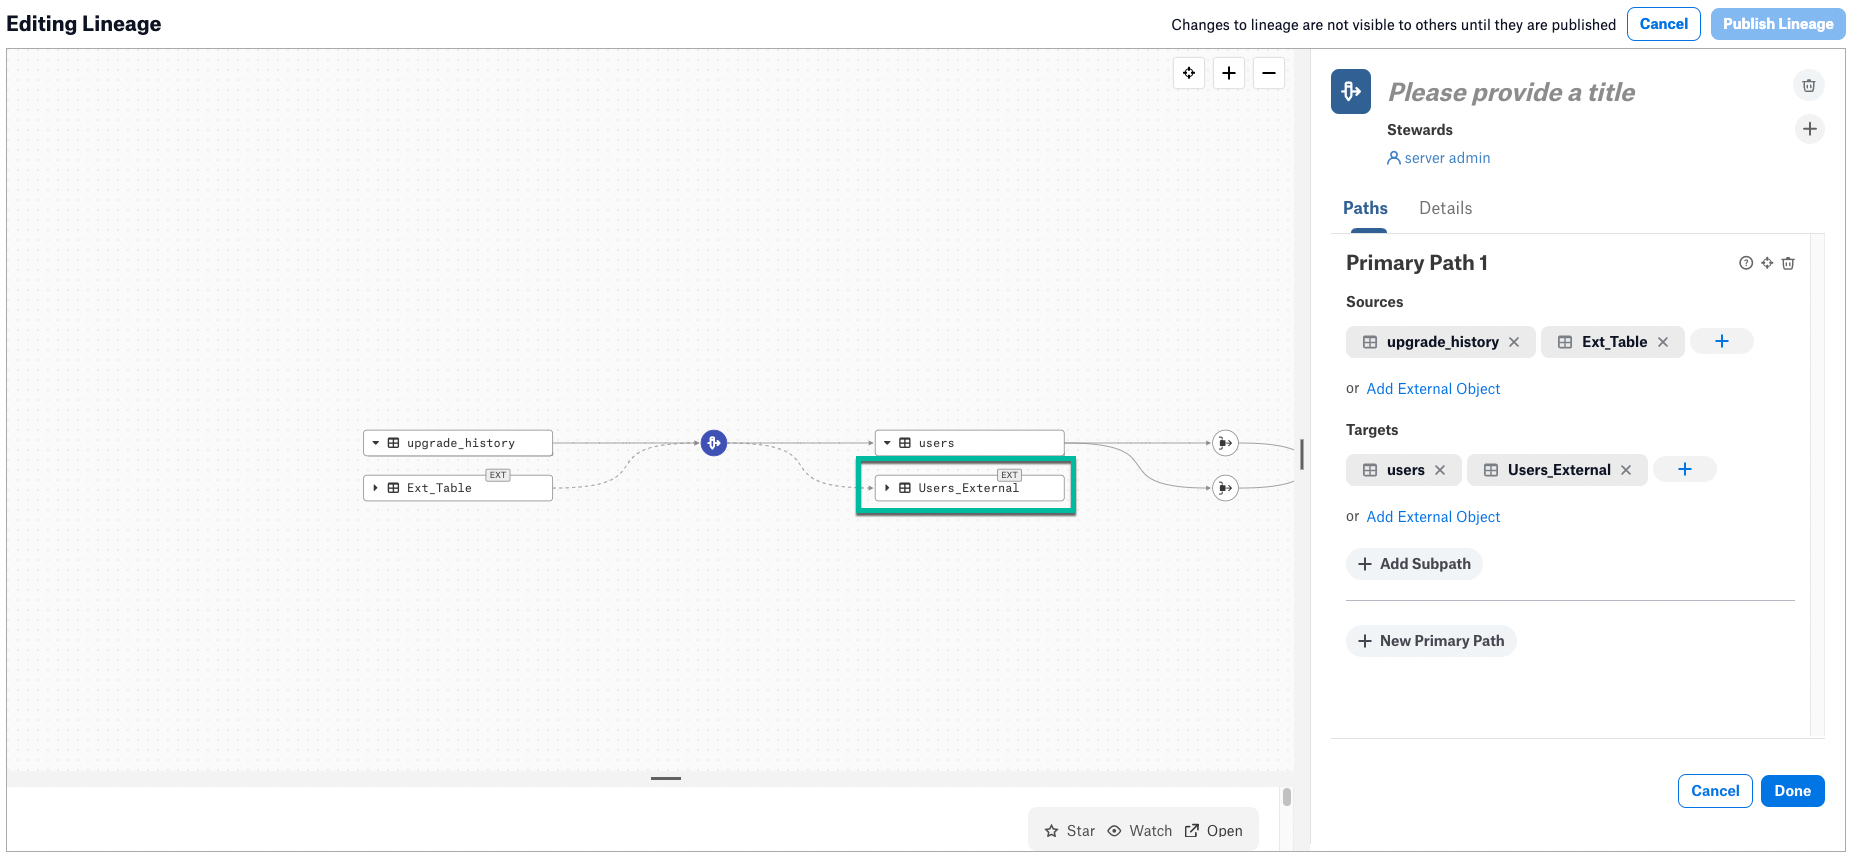 Editing Lineage
Changes to lineage are not visible to others until they are published
Cancel
Publish Lineage
upgrade_history
EXT
Ext_Table
users
EXT
Users_External
Star
Watch
Open
Please provide a title
Stewards
server admin
Paths
Details
Primary Path 1
Sources
upgrade_history
Ext_Table
or Add External Object
Targets
users
Users_External
or Add External Object
Add Subpath
New Primary Path
Cancel
Done